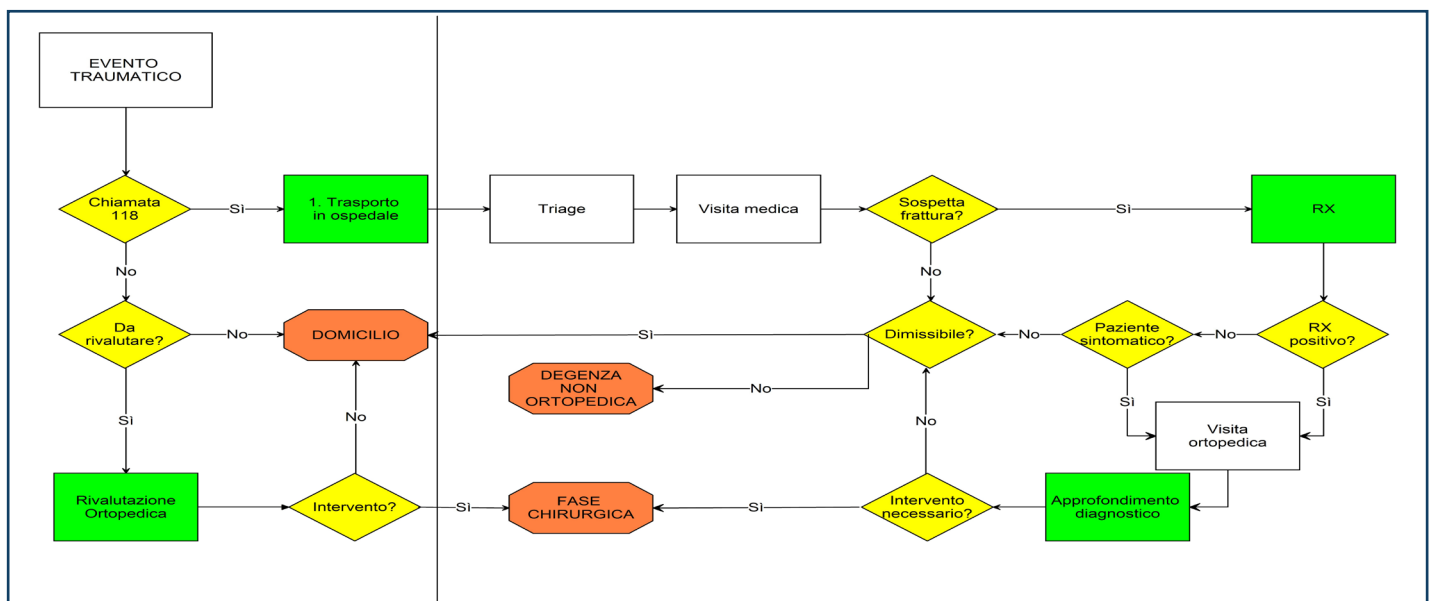 EVENTO
TRAUMATICO
Chiamata
118
Sì
1. Trasporto
in ospedale
Triage
Visita medica
Sospetta
frattura?
Sì
RX
No
No
Da
rivalutare?
No
DOMICILIO
Sì
Dimissibile?
No
Paziente
sintomatico?
No
RX
positivo?
DEGENZA
NON
ORTOPEDICA
No
Sì
No
No
Sì
Sì
Visita
ortopedica
Rivalutazione
Ortopedica
Intervento?
Sì
FASE
CHIRURGICA
Sì
Intervento
necessario?
Approfondimento
diagnostico